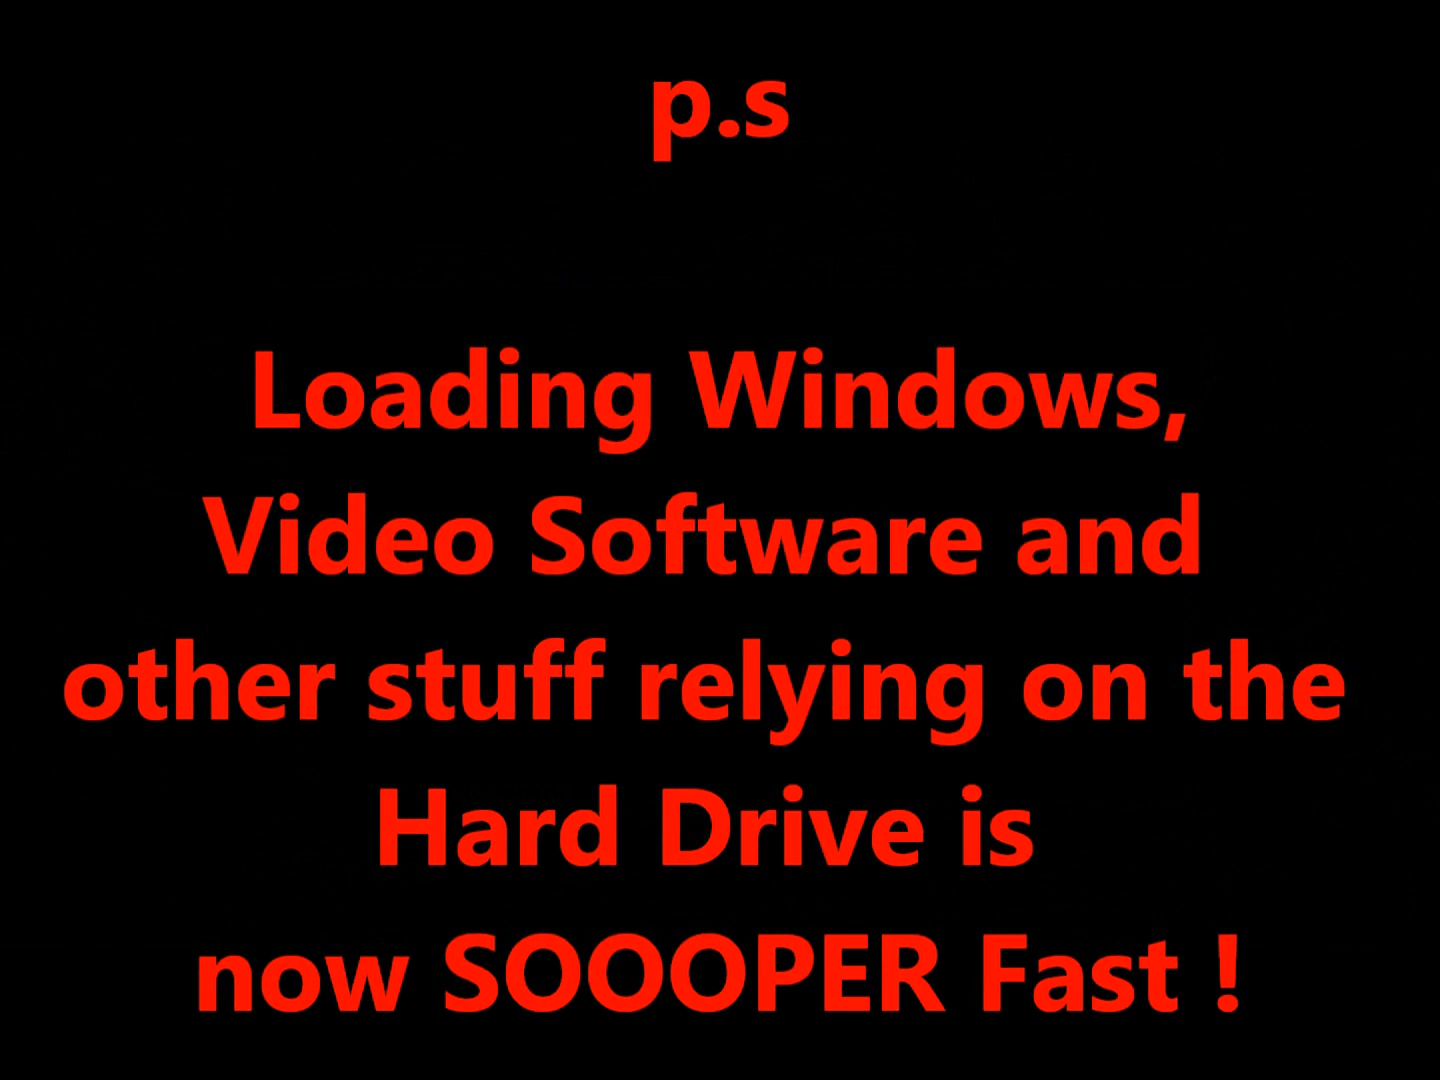 p.s
Loading Windows,
Video Software and
other stuff relying on the
Hard Drive is
now SOOOPER Fast !